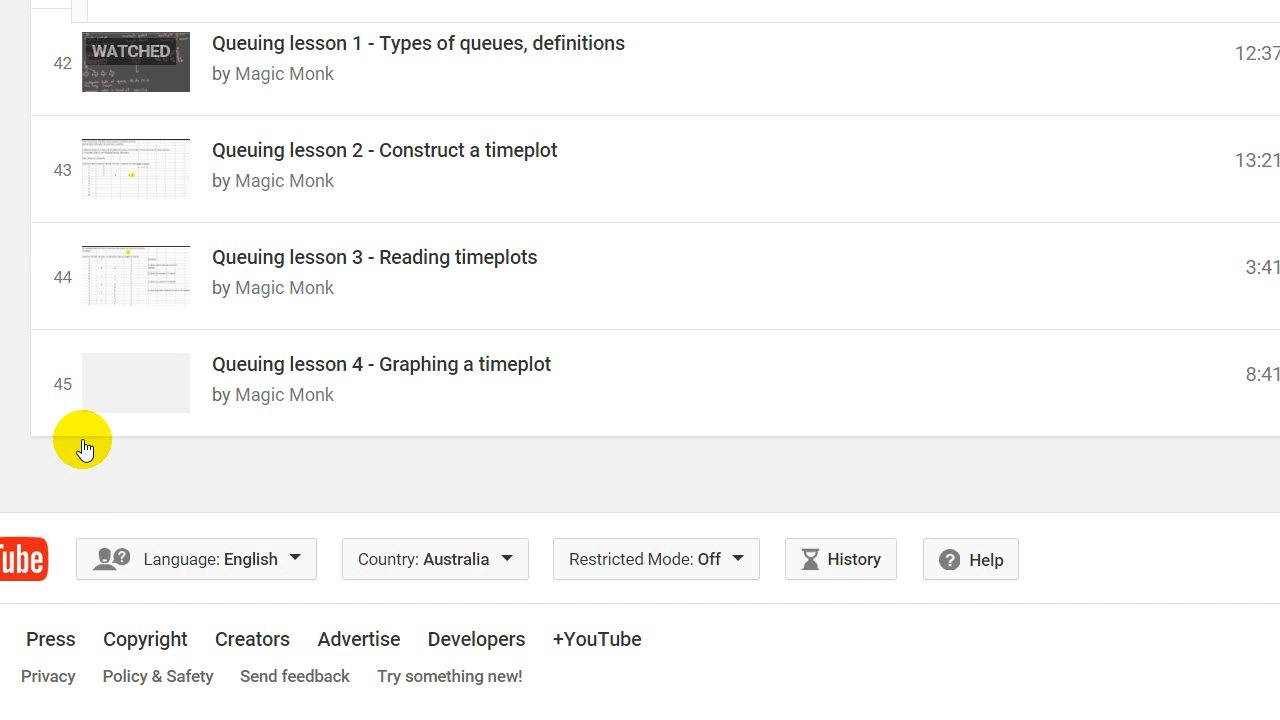 42
WATCHED
Queuing lesson 1 - Types of queues, definitions
by Magic Monk
12:37
43
Queuing lesson 2 - Construct a timeplot
by Magic Monk
13:21
44
Queuing lesson 3 - Reading timeplots
by Magic Monk
3:41
45
Queuing lesson 4 - Graphing a timeplot
by Magic Monk
8:41
Tube Language: English Country: Australia Restricted Mode: Off History Help
Press Copyright Creators Advertise Developers +YouTube
Privacy Policy & Safety Send feedback Try something new!